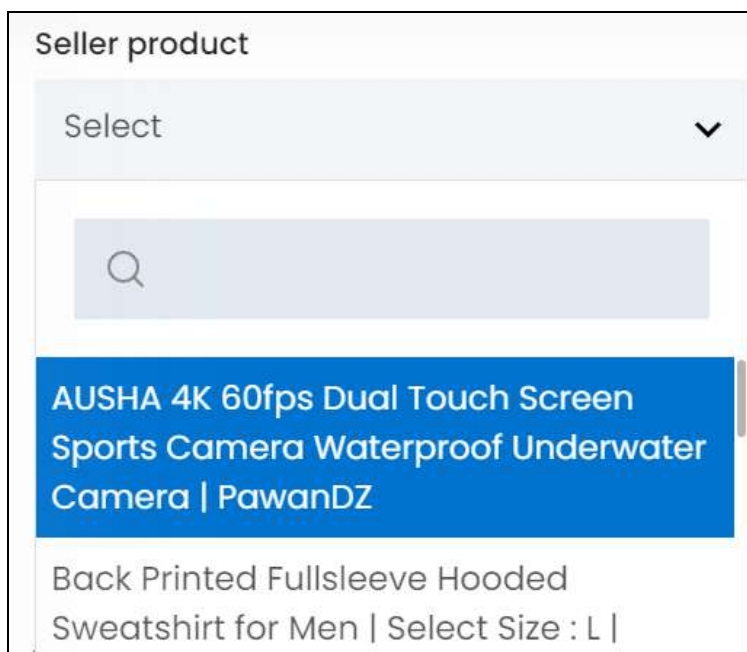 Seller product
Select
AUSHA 4K 60fps Dual Touch Screen
Sports Camera Waterproof Underwater
Camera | PawanDZ
Back Printed Fullsleeve Hooded
Sweatshirt for Men | Select Size : L |